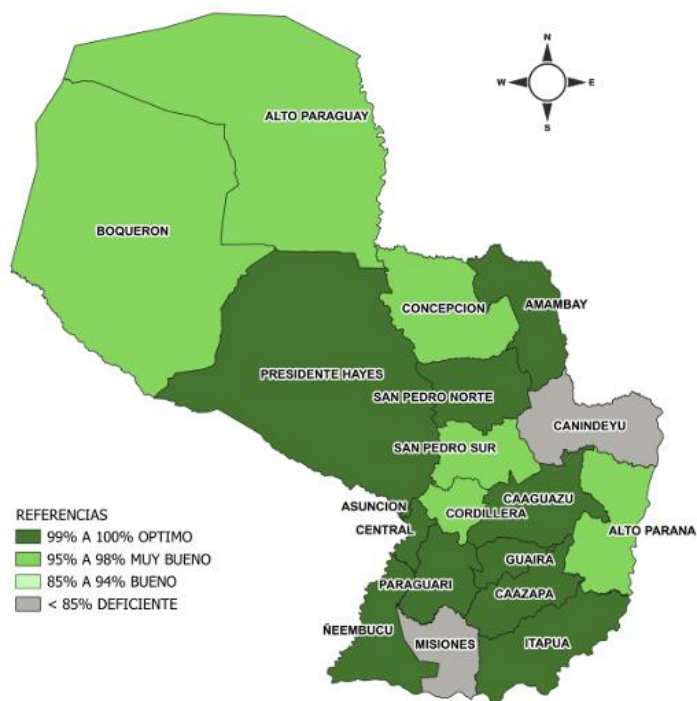 N
W E
S
ALTO PARAGUAY
BOQUERON
CONCEPCION
AMAMBAY
PRESIDENTE HAYES
SAN PEDRO NORTE
CANINDEYU
SAN PEDRO SUR
CAAGUAZU
ASUNCION
CORDILLERA
CENTRAL
ALTO PARANA
GUAIRA
PARAGUARI
CAAZAPA
ÑEEMBUCU
MISIONES
ITAPUA
REFERENCIAS
99% A 100% OPTIMO
95% A 98% MUY BUENO
85% A 94% BUENO
< 85% DEFICIENTE